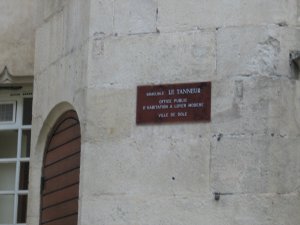 IMMEUBLE LE TANNEUR
OFFICE PUBLIC
D'HABITATION A LOYER MODERE
VILLE DE DOLE